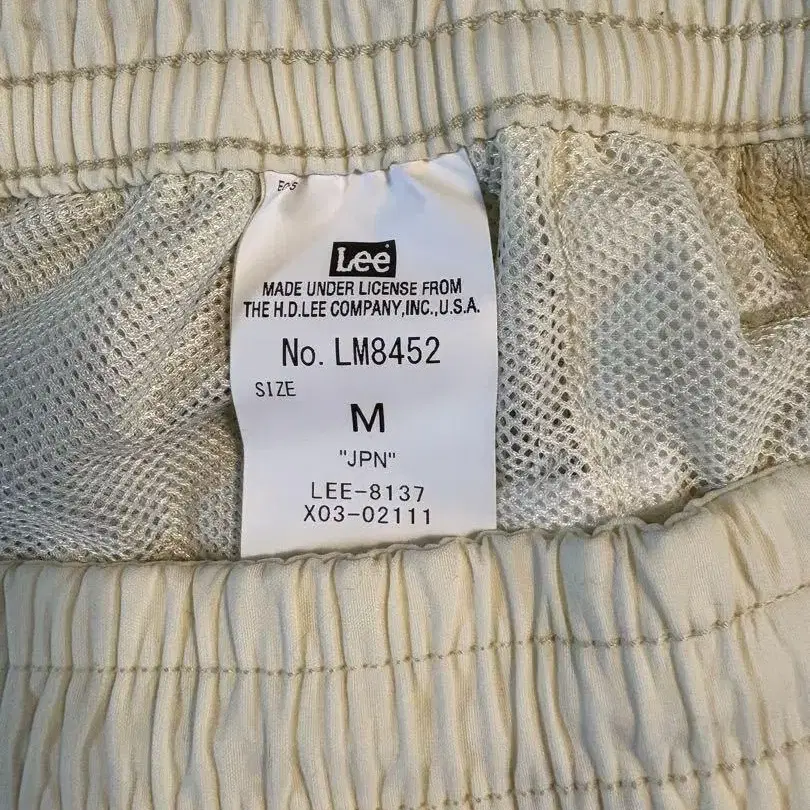 Lee
MADE UNDER LICENSE FROM
THE H.D.LEE COMPANY,INC.,U.S.A.
No. LM8452
SIZE
M
"JPN"
LEE-8137
X03-02111